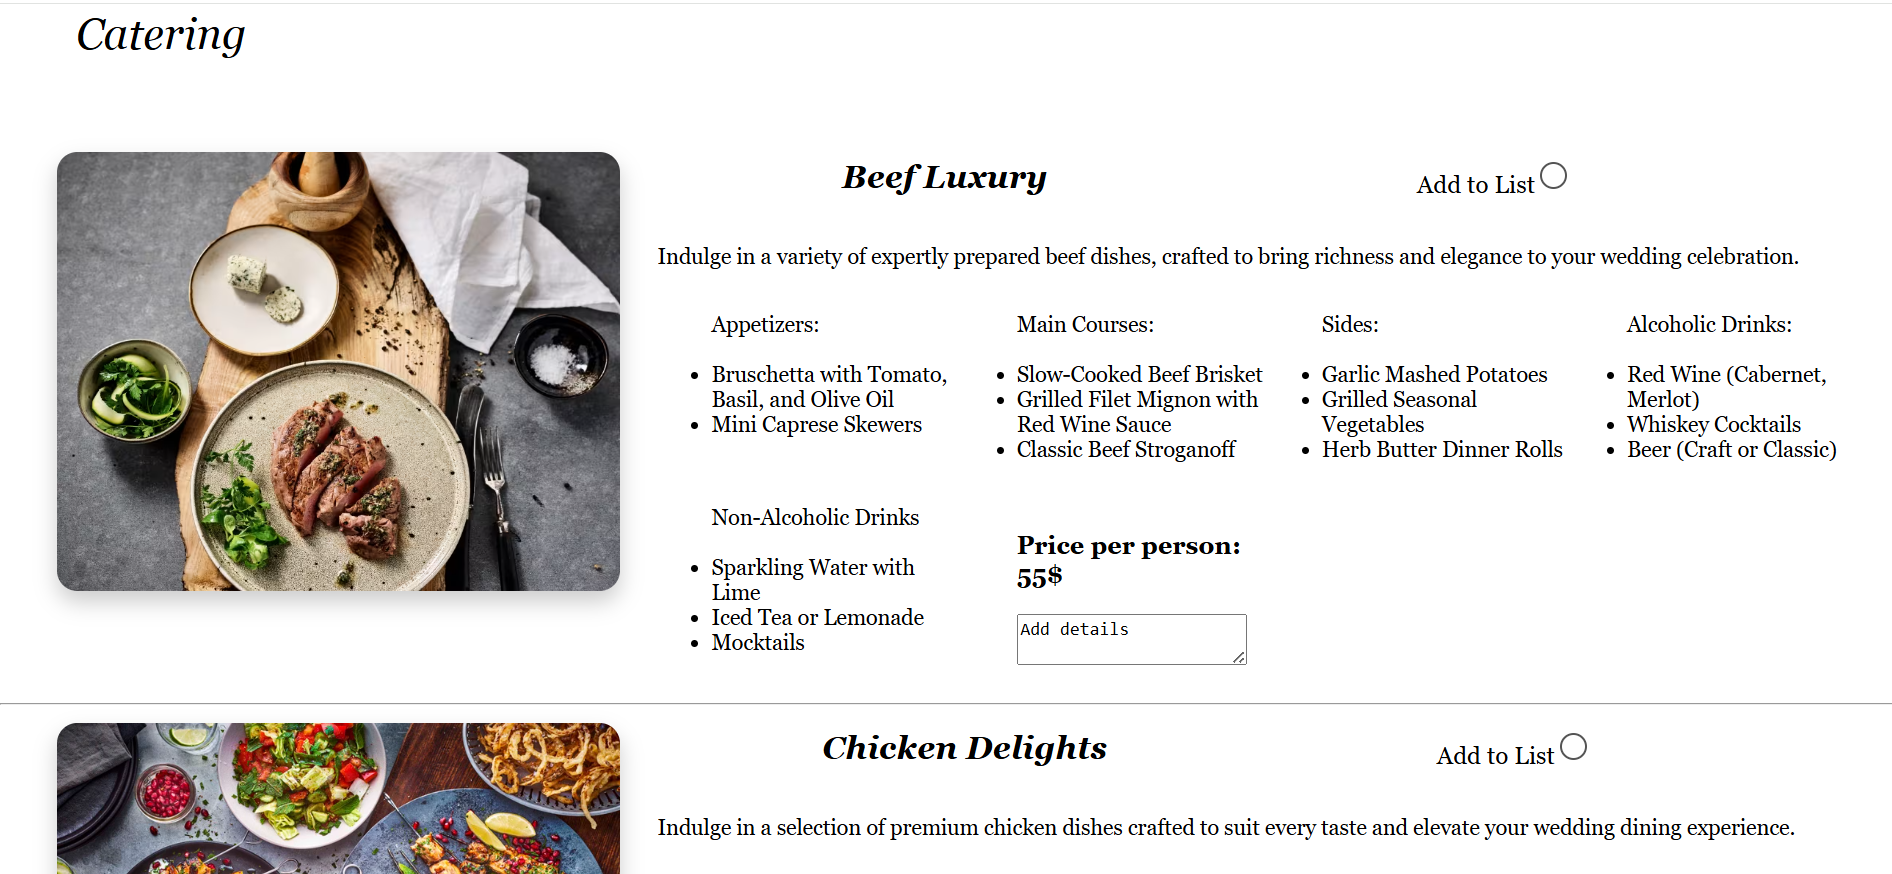 Catering
Beef Luxury
Add to List
Indulge in a variety of expertly prepared beef dishes, crafted to bring richness and elegance to your wedding celebration.
Appetizers:
Bruschetta with Tomato,
Basil, and Olive Oil
Mini Caprese Skewers
Main Courses:
Slow-Cooked Beef Brisket
Grilled Filet Mignon with
Red Wine Sauce
Classic Beef Stroganoff
Sides:
Garlic Mashed Potatoes
Grilled Seasonal
Vegetables
Herb Butter Dinner Rolls
Alcoholic Drinks:
Red Wine (Cabernet,
Merlot)
Whiskey Cocktails
Beer (Craft or Classic)
Non-Alcoholic Drinks
Sparkling Water with
Lime
Iced Tea or Lemonade
Mocktails
Price per person:
55$
Add details
Chicken Delights
Add to List
Indulge in a selection of premium chicken dishes crafted to suit every taste and elevate your wedding dining experience.